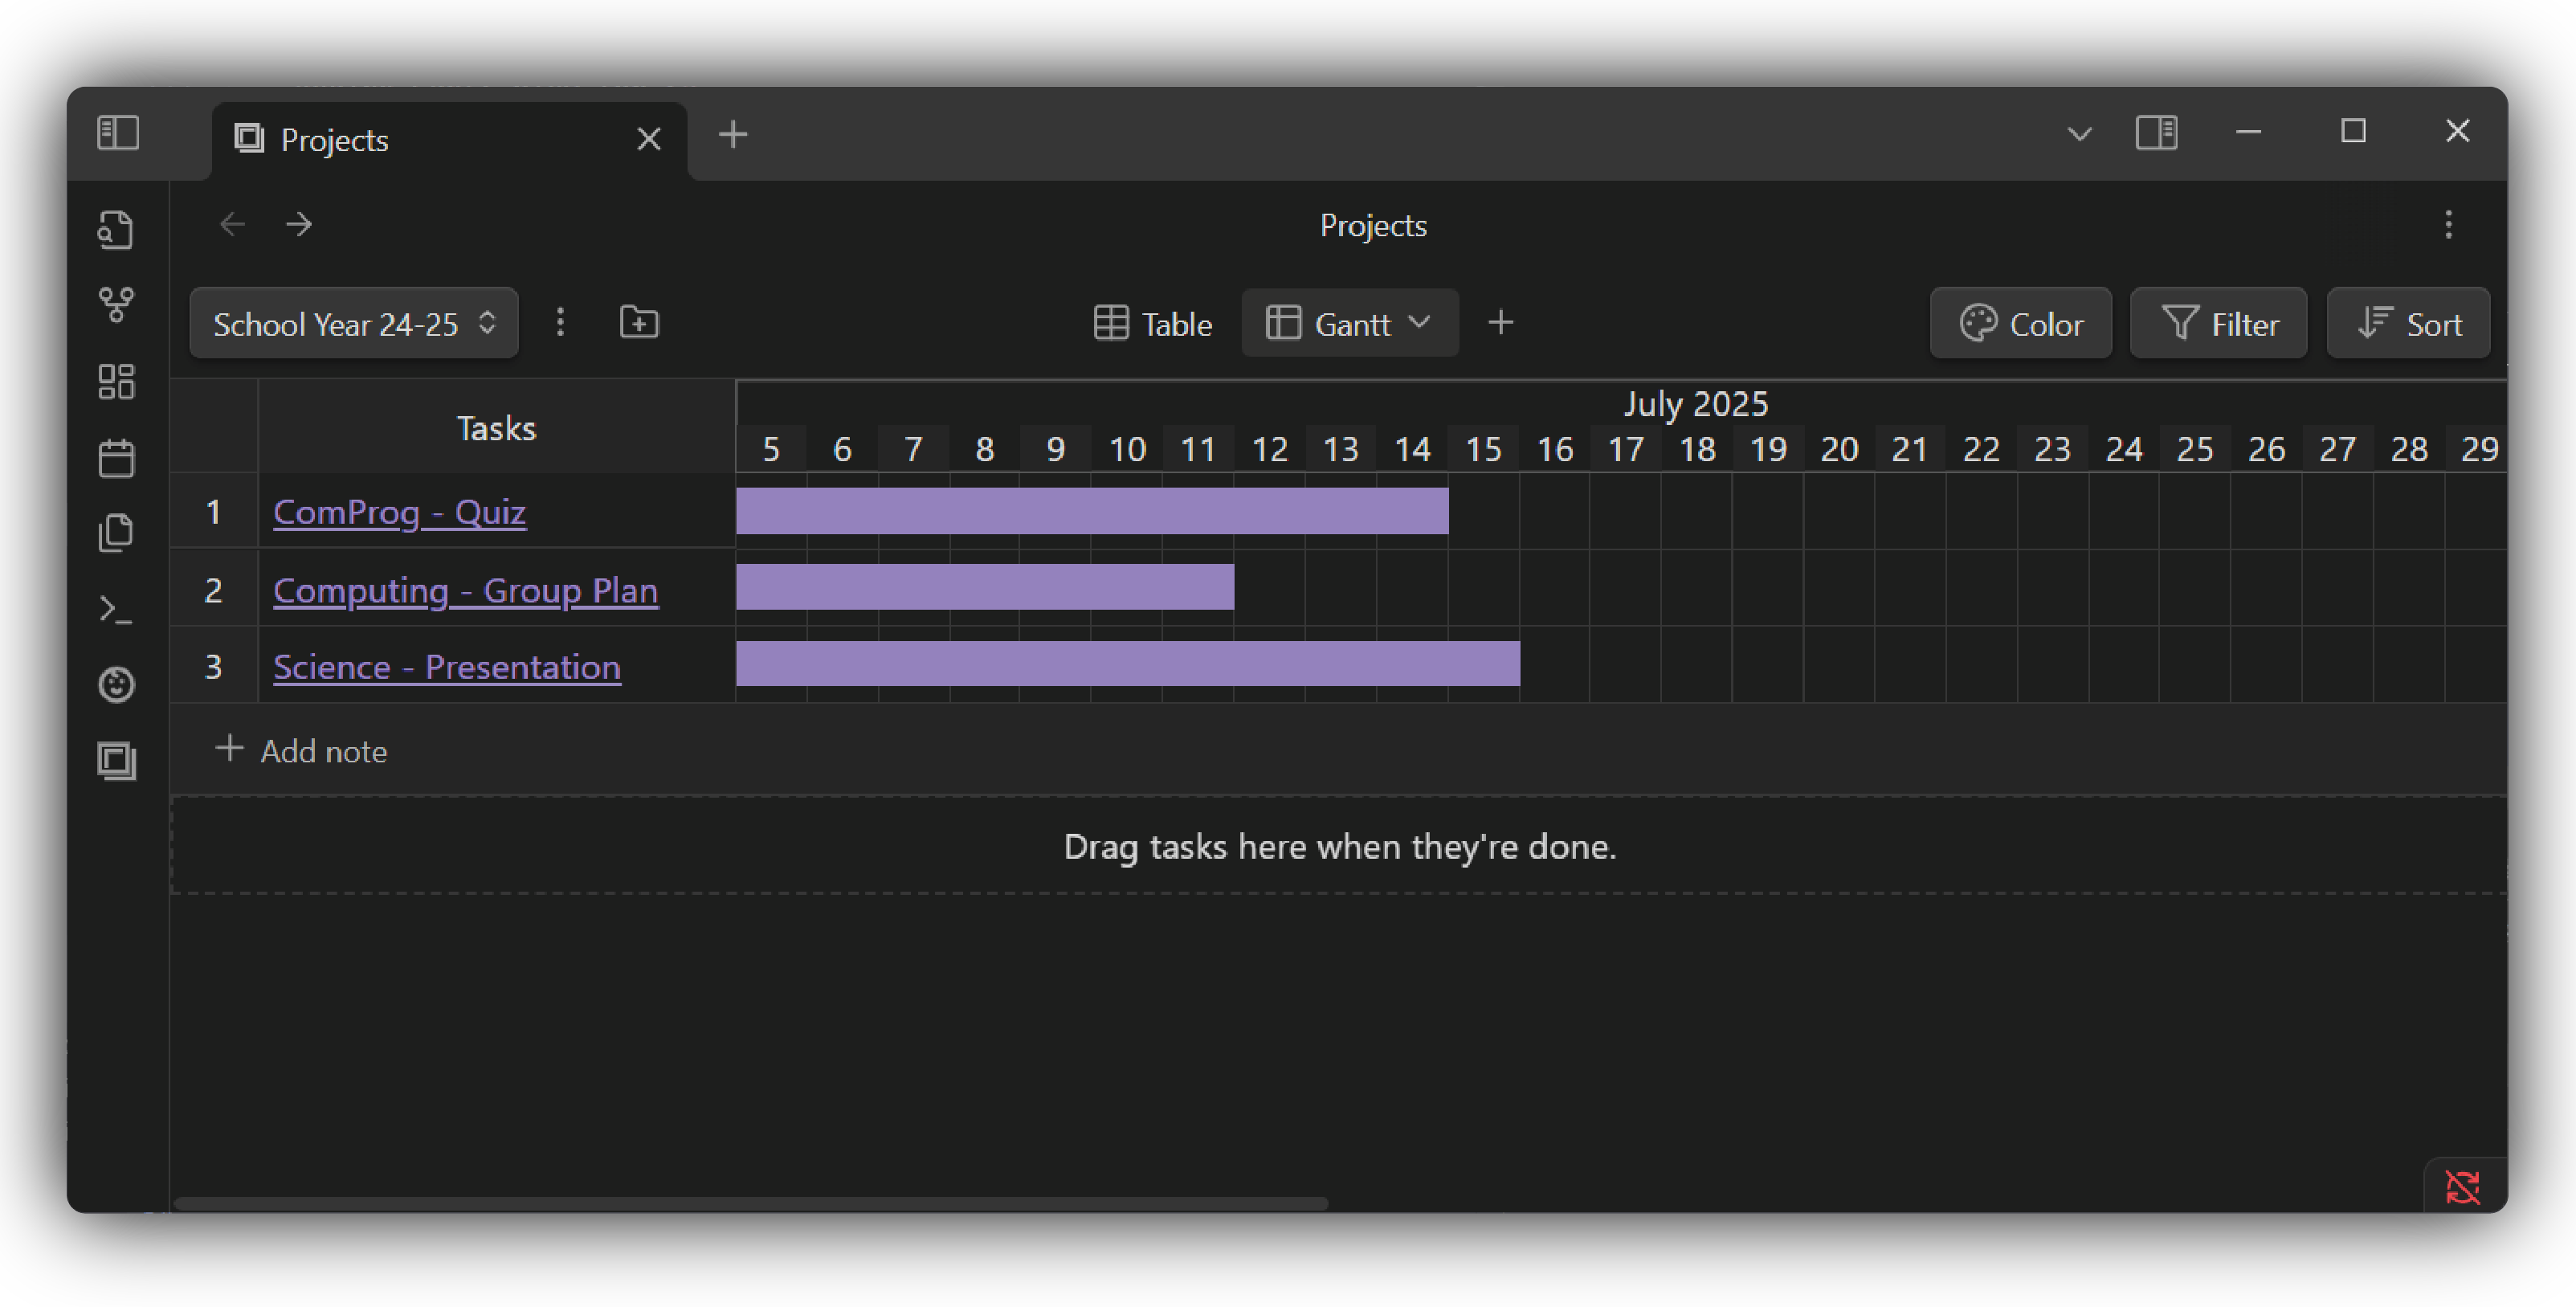 Projects
Projects
School Year 24-25
Table
Gantt
Color
Filter
Sort
Tasks
July 2025
5 6 7 8 9 10 11 12 13 14 15 16 17 18 19 20 21 22 23 24 25 26 27 28 29
1 ComProg - Quiz
2 Computing - Group Plan
3 Science - Presentation
Add note
Drag tasks here when they're done.